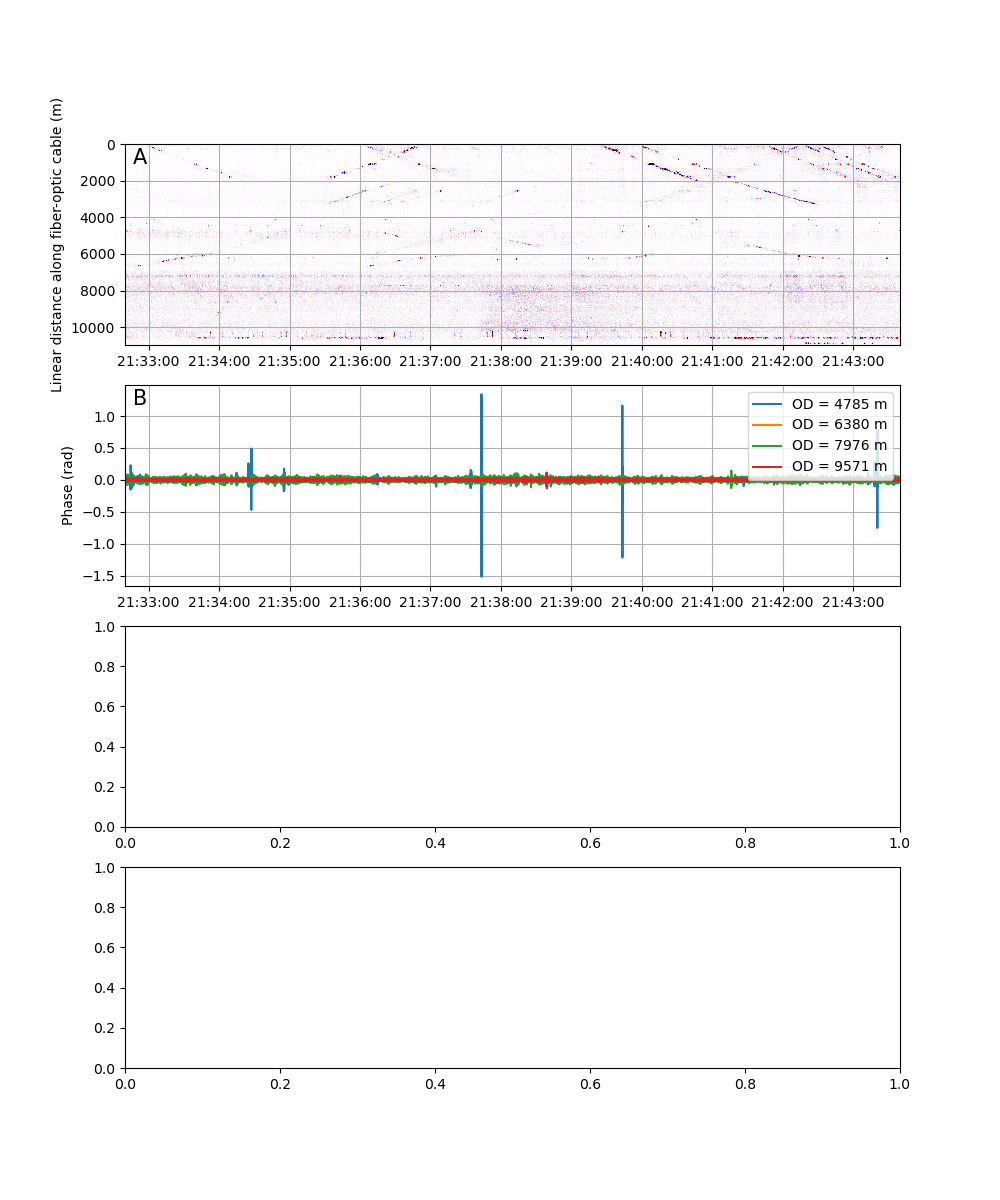 Linear distance along fiber-optic cable (m)
A
0
2000
4000
6000
8000
10000
21:33:00 21:34:00 21:35:00 21:36:00 21:37:00 21:38:00 21:39:00 21:40:00 21:41:00 21:42:00 21:43:00
Phase (rad)
B
1.0
0.5
0.0
−0.5
−1.0
−1.5
OD = 4785 m
OD = 6380 m
OD = 7976 m
OD = 9571 m
21:33:00 21:34:00 21:35:00 21:36:00 21:37:00 21:38:00 21:39:00 21:40:00 21:41:00 21:42:00 21:43:00
1.0
0.8
0.6
0.4
0.2
0.0
0.0 0.2 0.4 0.6 0.8 1.0
1.0
0.8
0.6
0.4
0.2
0.0
0.0 0.2 0.4 0.6 0.8 1.0